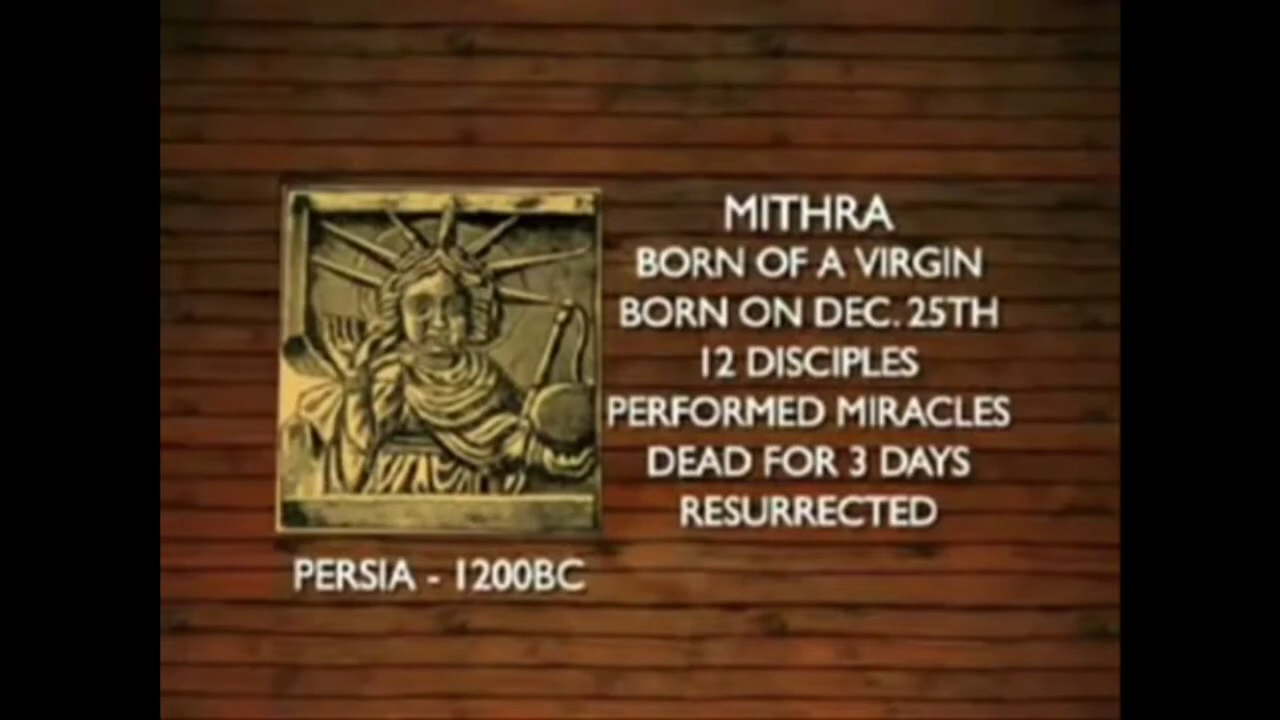 MITHRA
BORN OF A VIRGIN
BORN ON DEC. 25TH
12 DISCIPLES
PERFORMED MIRACLES
DEAD FOR 3 DAYS
RESURRECTED
PERSIA - 1200BC